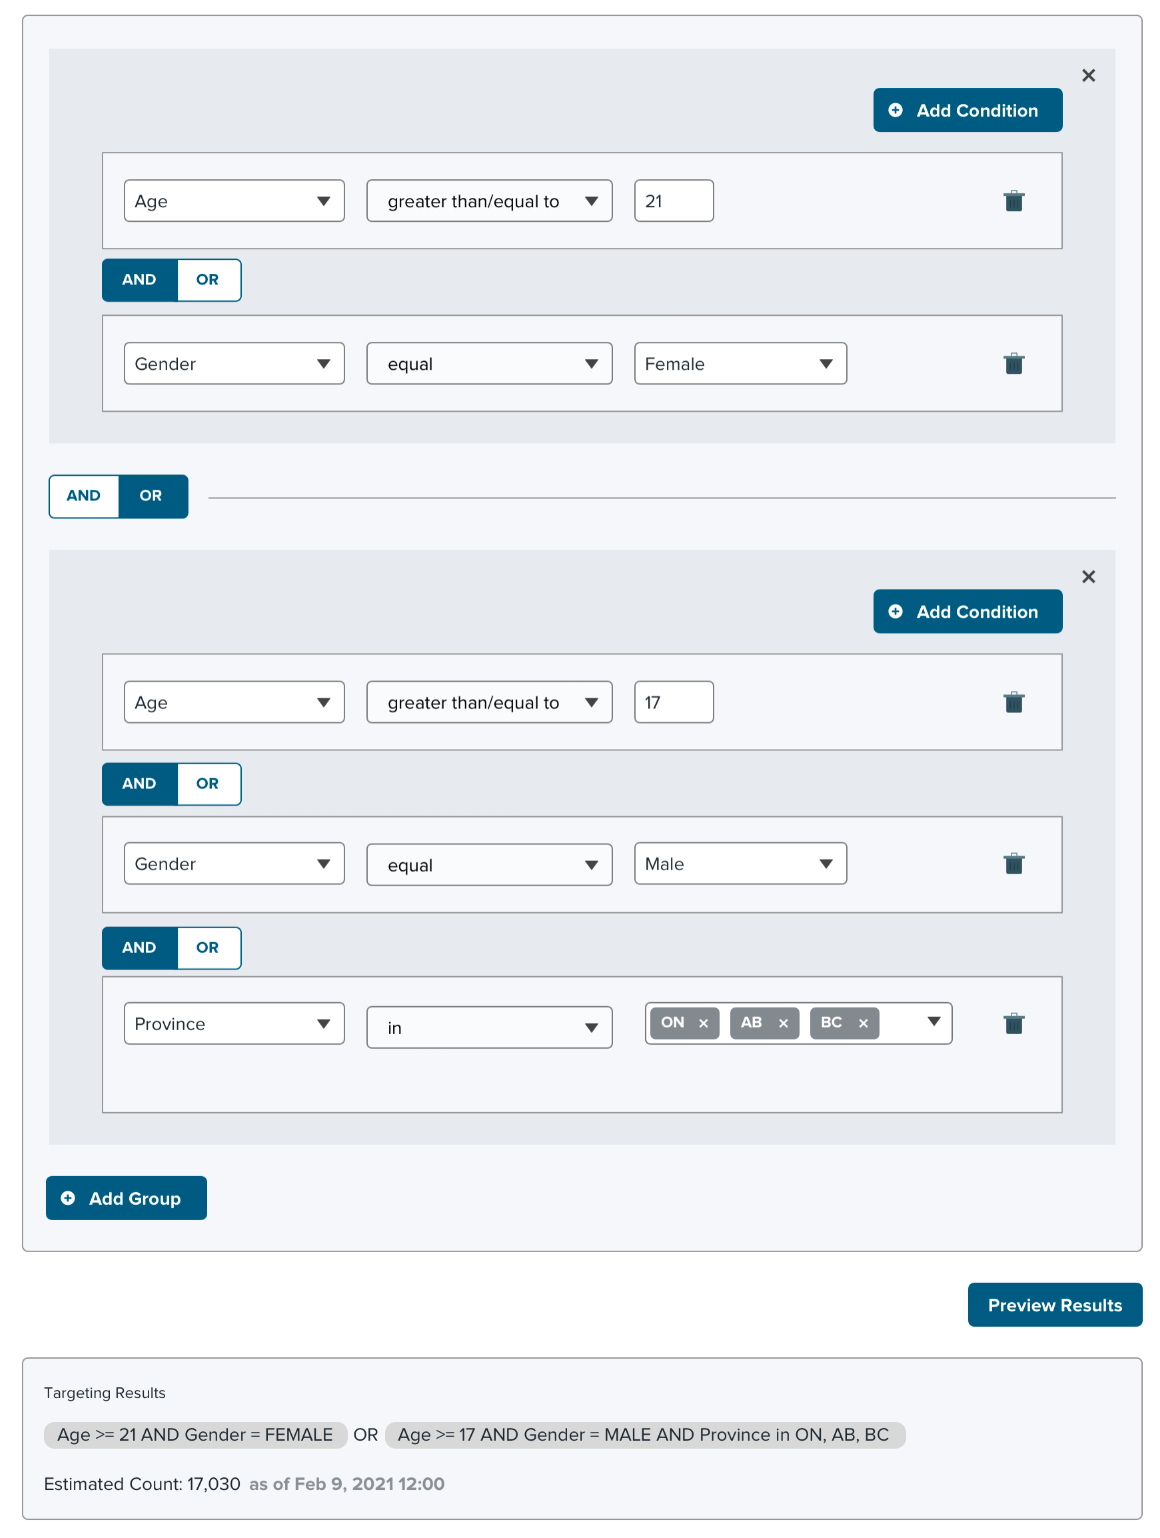 ×
Add Condition
Age greater than/equal to 21
AND OR
Gender equal Female
AND OR
×
Add Condition
Age greater than/equal to 17
AND OR
Gender equal Male
AND OR
Province in ON × AB × BC ×
Add Group
Preview Results
Targeting Results
Age >= 21 AND Gender = FEMALE OR Age >= 17 AND Gender = MALE AND Province in ON, AB, BC
Estimated Count: 17,030 as of Feb 9, 2021 12:00